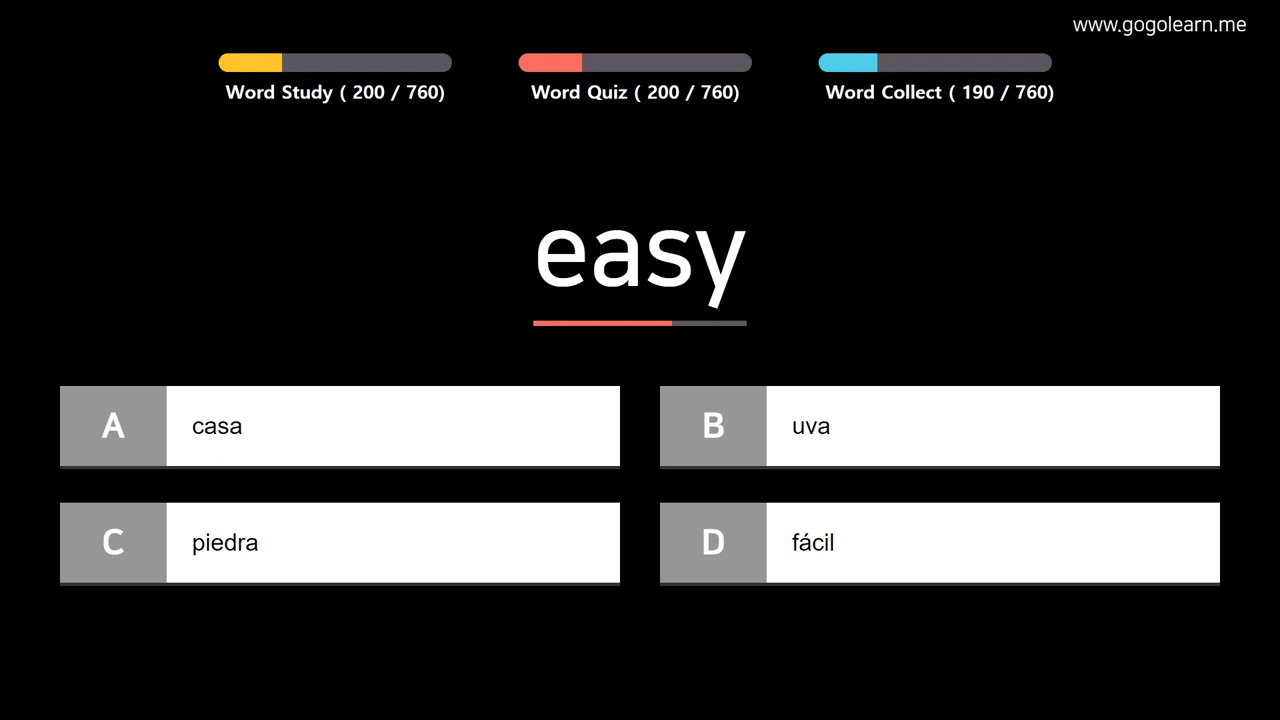 www.gogolearn.me
Word Study ( 200 / 760)
Word Quiz ( 200 / 760)
Word Collect ( 190 / 760)
easy
A
casa
B
uva
C
piedra
D
fácil